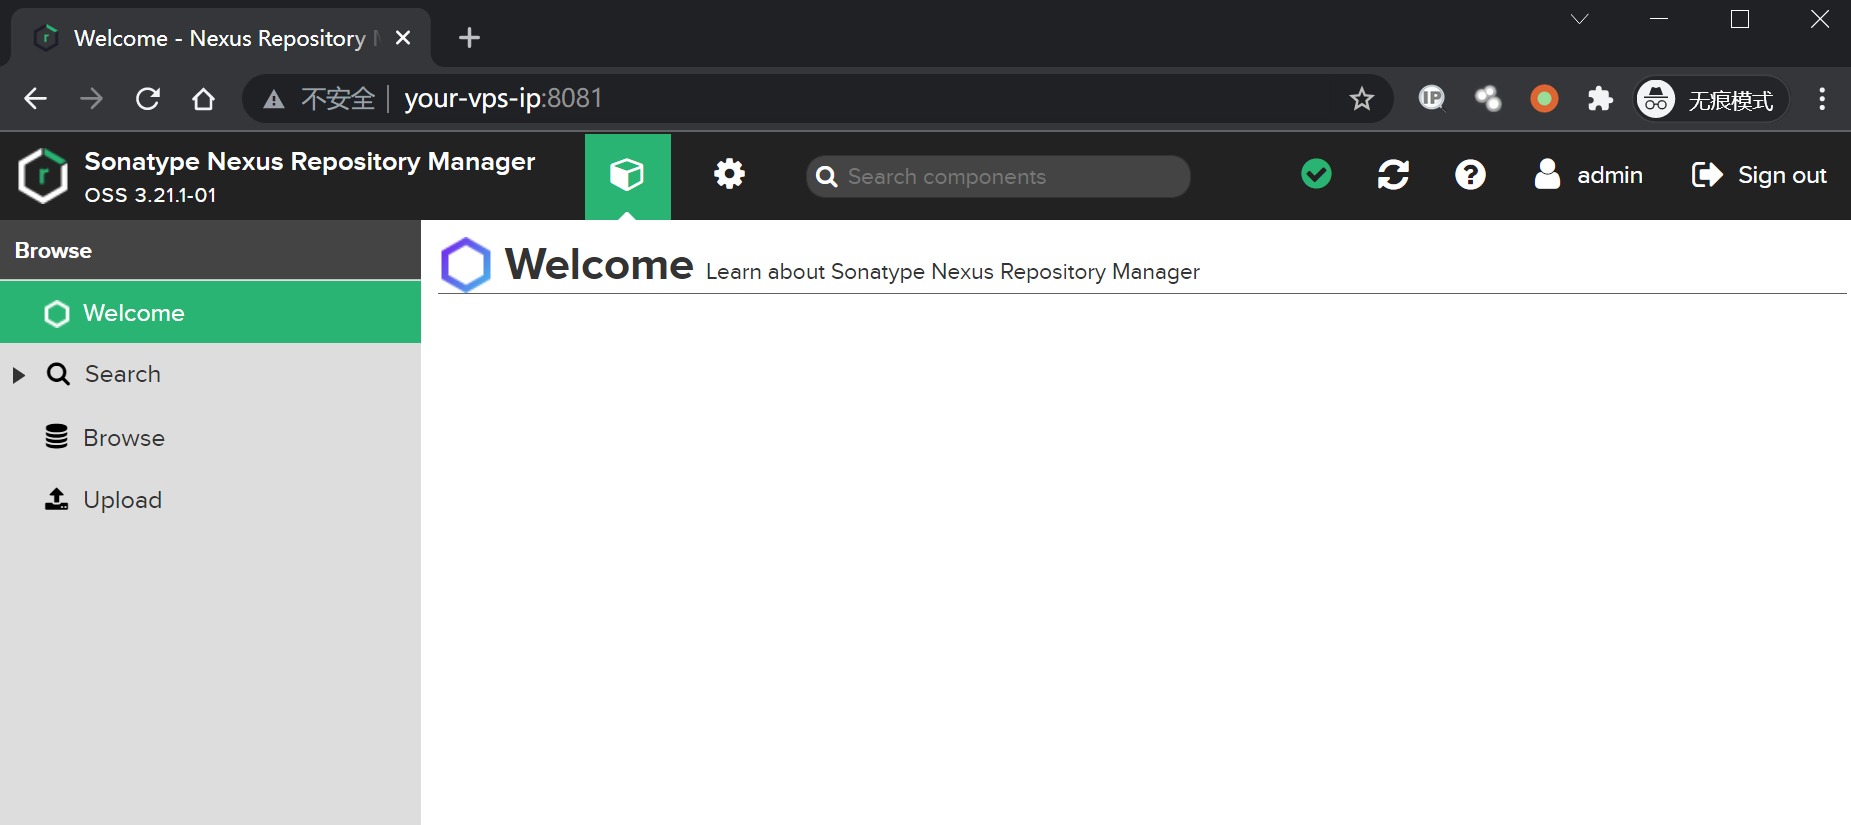 Welcome - Nexus Repository
不安全 your-vps-ip:8081
无痕模式
Sonatype Nexus Repository Manager
OSS 3.21.1-01
Search components
admin
Sign out
Browse
Welcome
Search
Browse
Upload
Welcome Learn about Sonatype Nexus Repository Manager